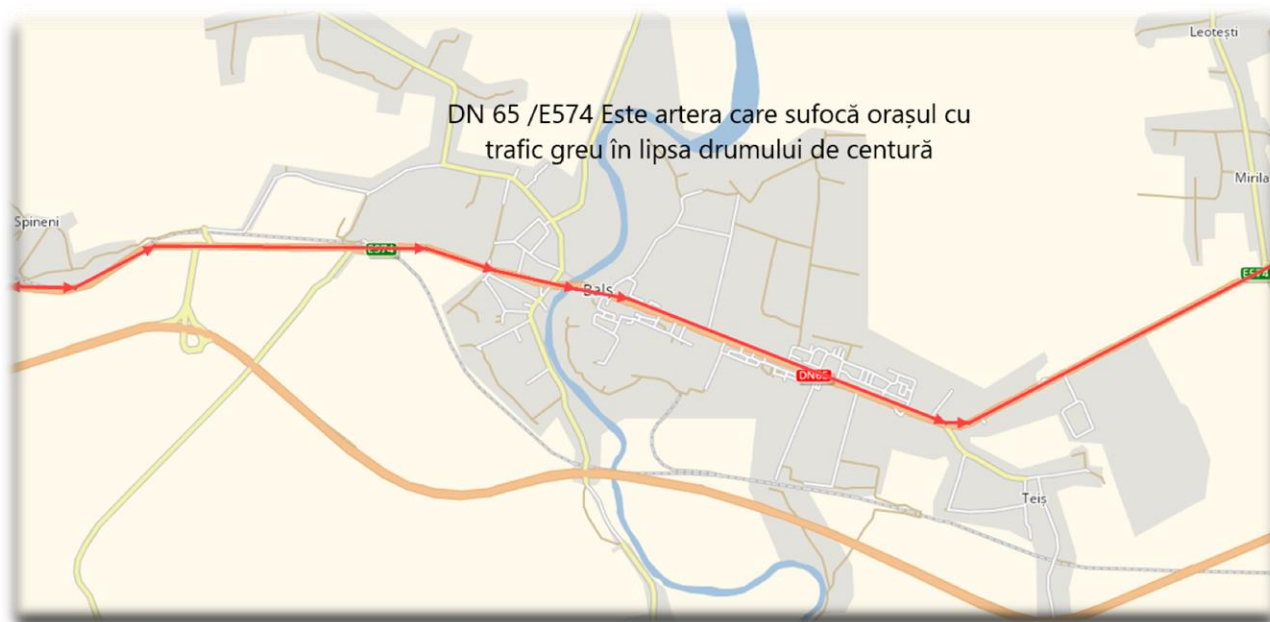 Leotești
DN 65 /E574 Este artera care sufocă orașul cu
trafic greu în lipsa drumului de centură
Mirila
Spineni
E574
E574
Balș
DN65
Teiș